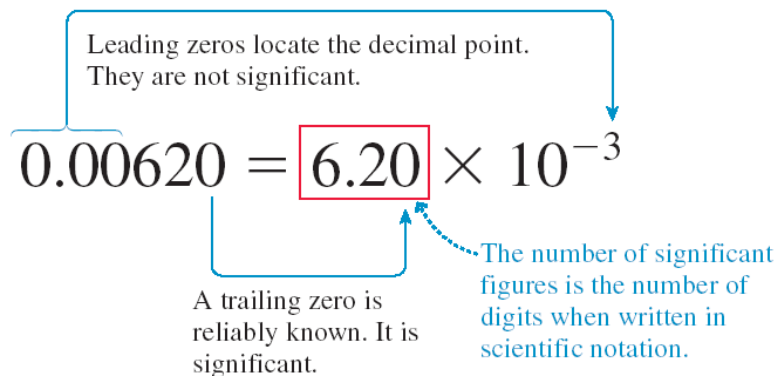 Leading zeros locate the decimal point.
They are not significant.
0.00620 = 6.20 × 10⁻³
A trailing zero is
reliably known. It is
significant.
The number of significant
figures is the number of
digits when written in
scientific notation.